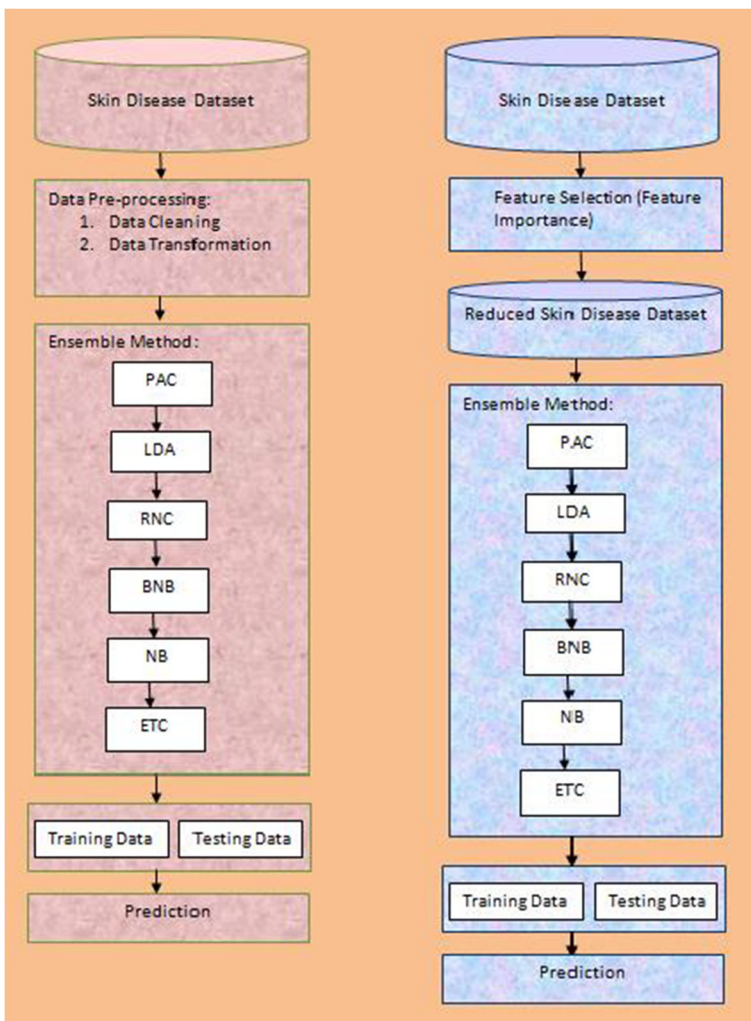 Skin Disease Dataset
Data Pre-processing:
1. Data Cleaning
2. Data Transformation
Ensemble Method:
PAC
LDA
RNC
BNB
NB
ETC
Training Data
Testing Data
Prediction
Skin Disease Dataset
Feature Selection (Feature
Importance)
Reduced Skin Disease Dataset
Ensemble Method:
PAC
LDA
RNC
BNB
NB
ETC
Training Data
Testing Data
Prediction